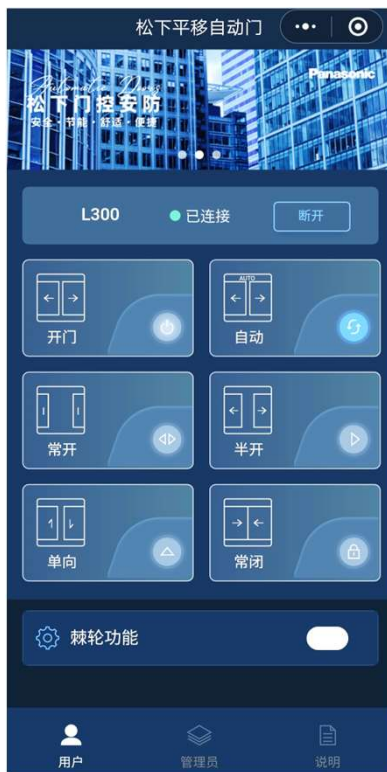 松下平移自动门
Automatic Doors
Panasonic
松下门控安防
安全·节能·舒适·便捷
L300
已连接
断开
开门
AUTO
自动
常开
半开
单向
常闭
棘轮功能
用户
管理员
说明